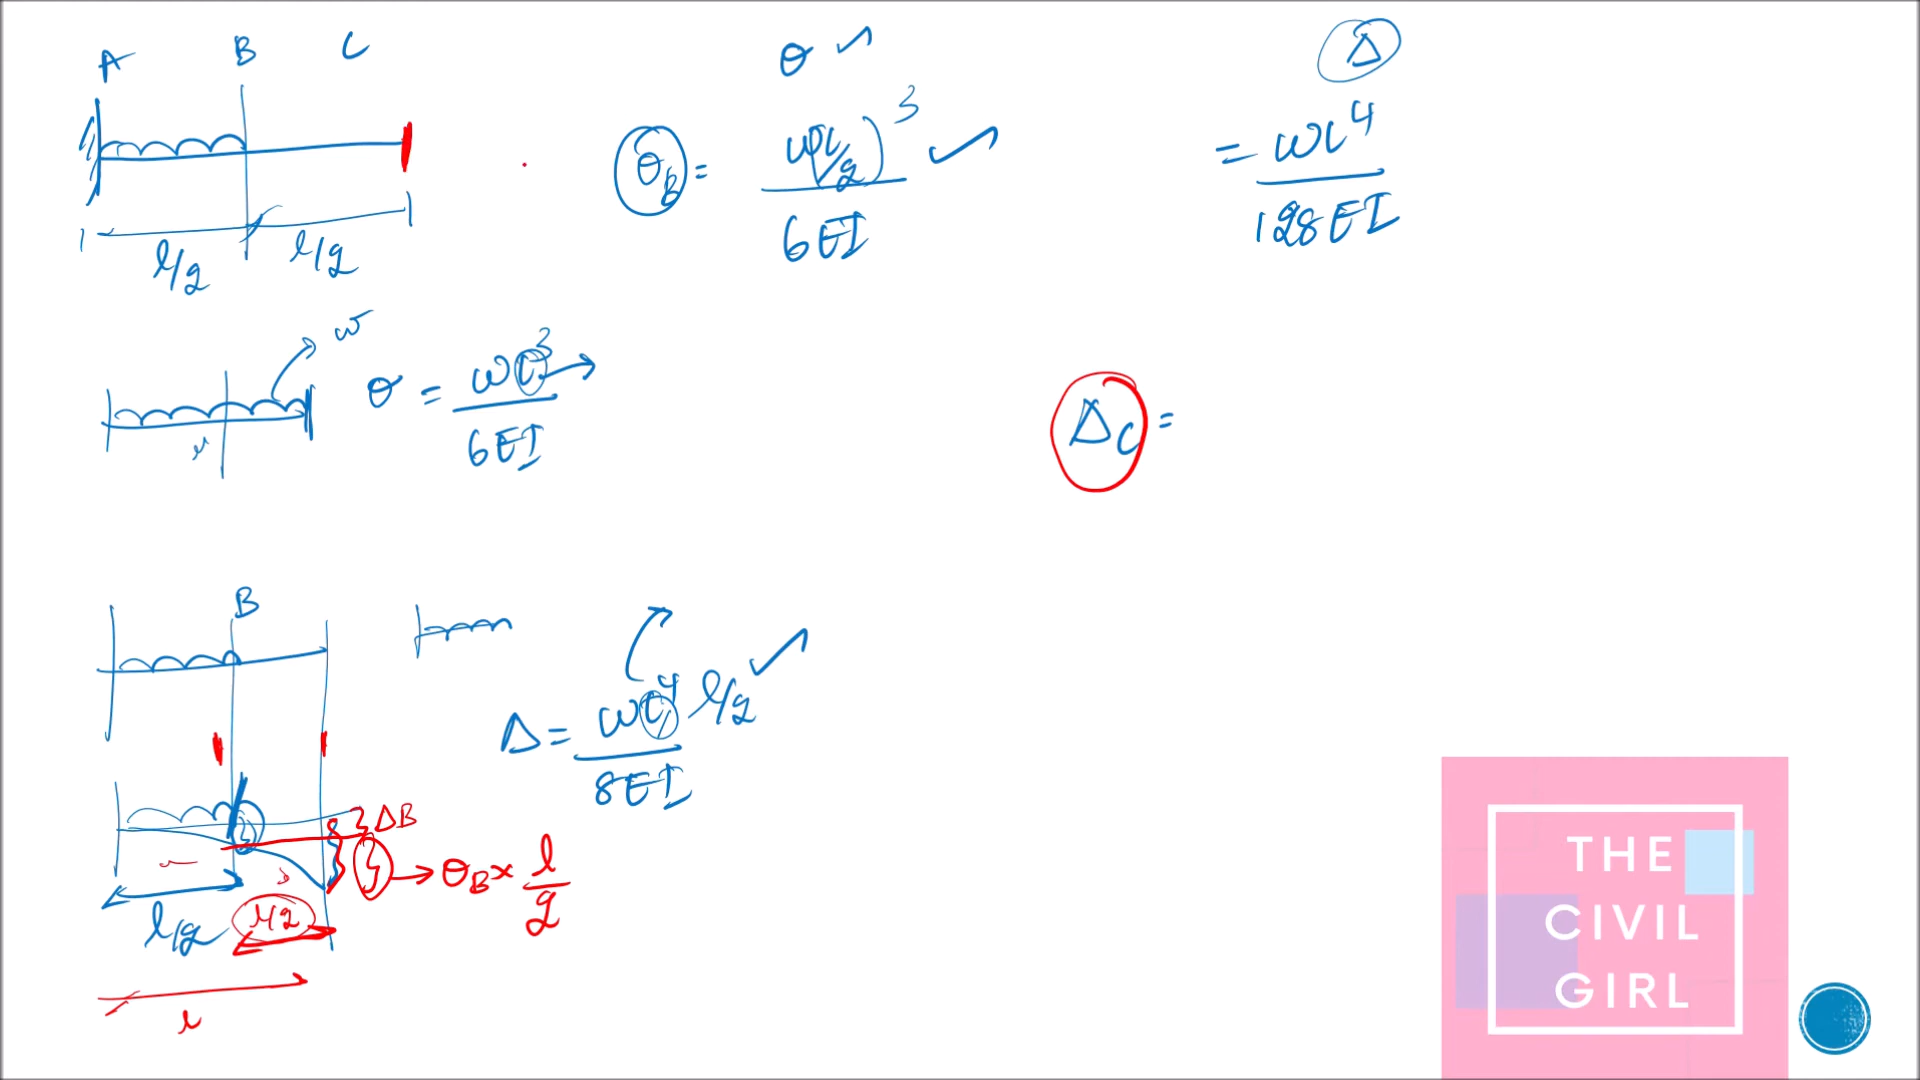 A B C
θ
Δ
θB = w(l/2)³ / 6EI
= wl⁴ / 128EI
l/2 l/2
w
θ = wl³ / 6EI
l
ΔC =
B
Δ = wl⁴ / 8EI l/2
ΔB
θB × l/2
l/2 l/2
l
THE
CIVIL
GIRL